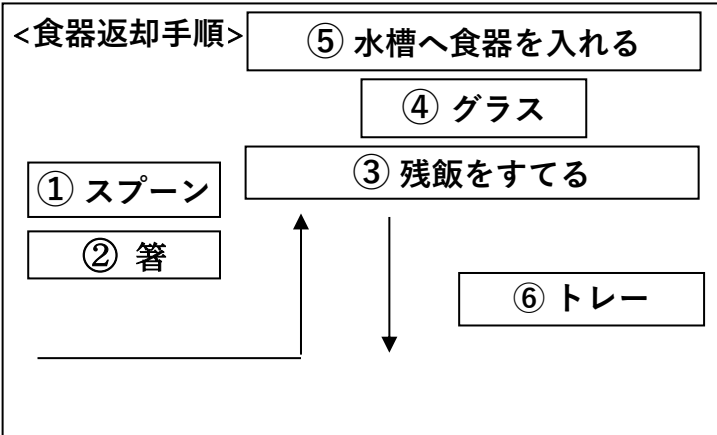 <食器返却手順>
⑤ 水槽へ食器を入れる
④ グラス
③ 残飯をすてる
① スプーン
② 箸
⑥ トレー